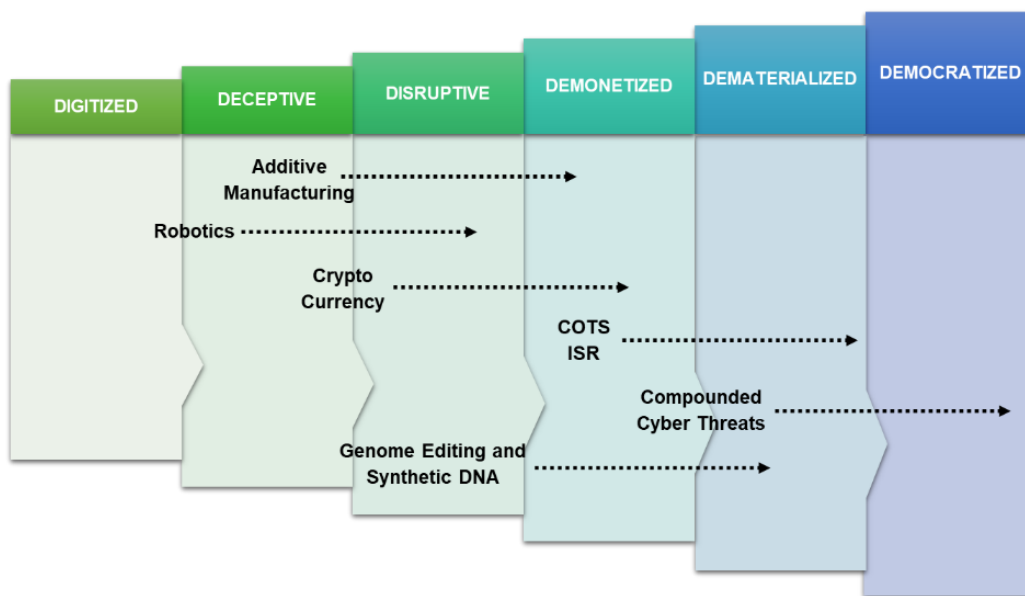 DIGITIZED
DECEPTIVE
DISRUPTIVE
DEMONETIZED
DEMATERIALIZED
DEMOCRATIZED
Additive
Manufacturing
Robotics
Crypto
Currency
COTS
ISR
Compounded
Cyber Threats
Genome Editing and
Synthetic DNA